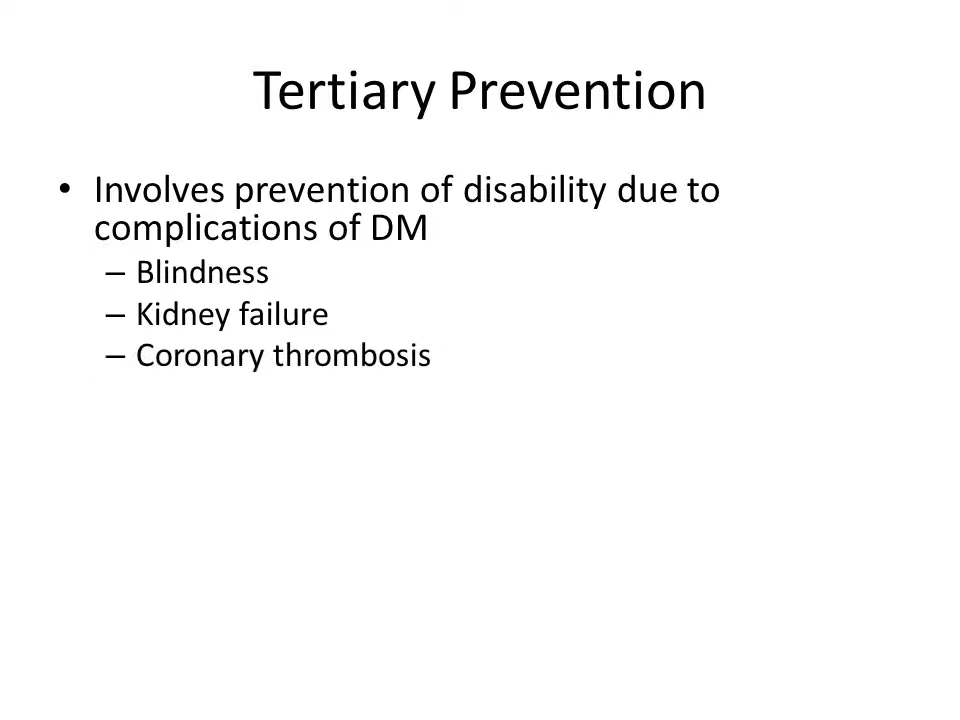 Tertiary Prevention
• Involves prevention of disability due to
complications of DM
– Blindness
– Kidney failure
– Coronary thrombosis